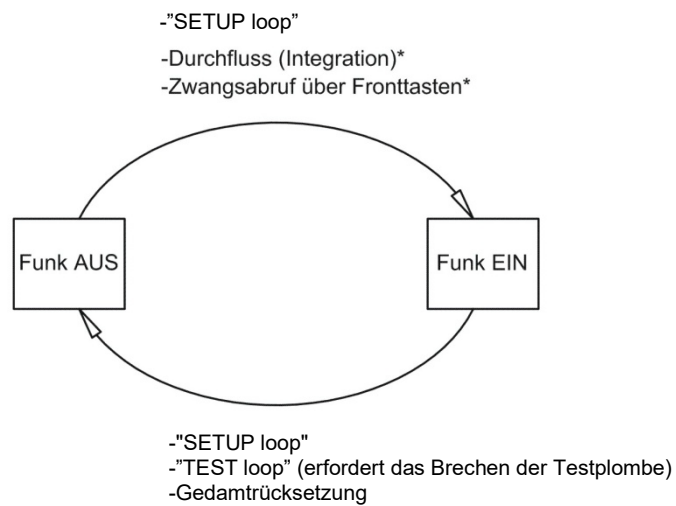 -”SETUP loop”
-Durchfluss (Integration)*
-Zwangsabruf über Fronttasten*
Funk AUS
Funk EIN
-"SETUP loop"
-”TEST loop” (erfordert das Brechen der Testplombe)
-Gedamtrücksetzung